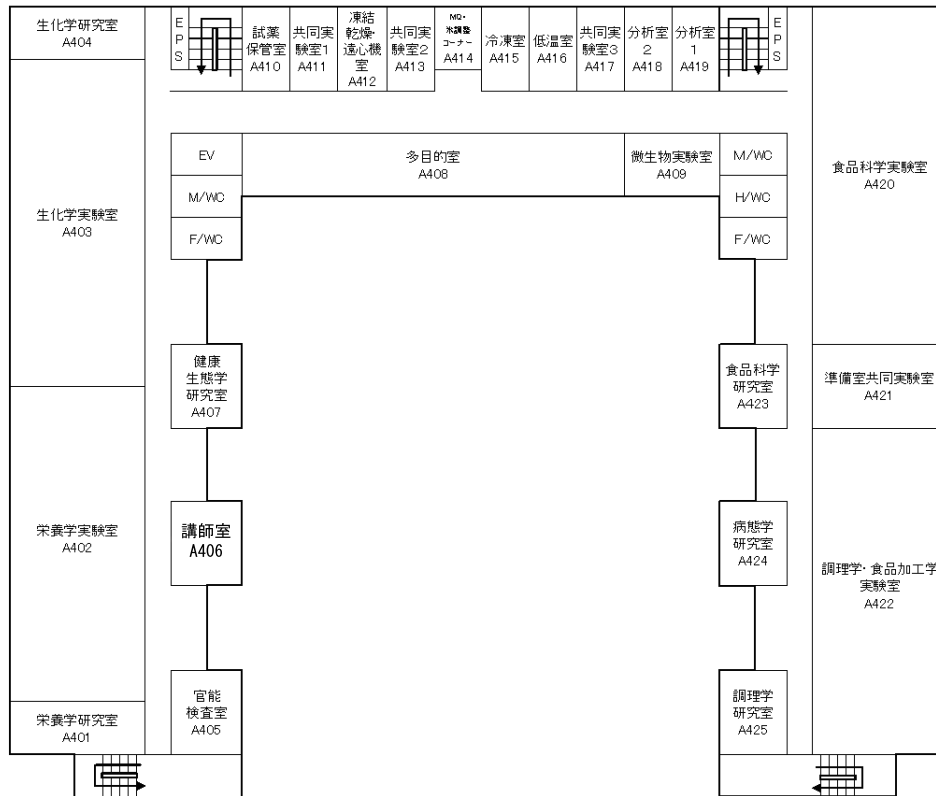 生化学研究室
A404
EPS
試薬
保管室
A410
共同実
験室1
A411
凍結
乾燥・
遠心機
室
A412
共同実
験室2
A413
MQ・
氷調整
コーナー
A414
冷凍室
A415
低温室
A416
共同実
験室3
A417
分析室
2
A418
分析室
1
A419
EPS
EV
多目的室
A408
微生物実験室
A409
M/WC
食品科学実験室
A420
M/WC
H/WC
生化学実験室
A403
F/WC
F/WC
健康
生態学
研究室
A407
食品科学
研究室
A423
準備室共同実験室
A421
栄養学実験室
A402
講師室
A406
病態学
研究室
A424
調理学・食品加工学
実験室
A422
栄養学研究室
A401
官能
検査室
A405
調理学
研究室
A425